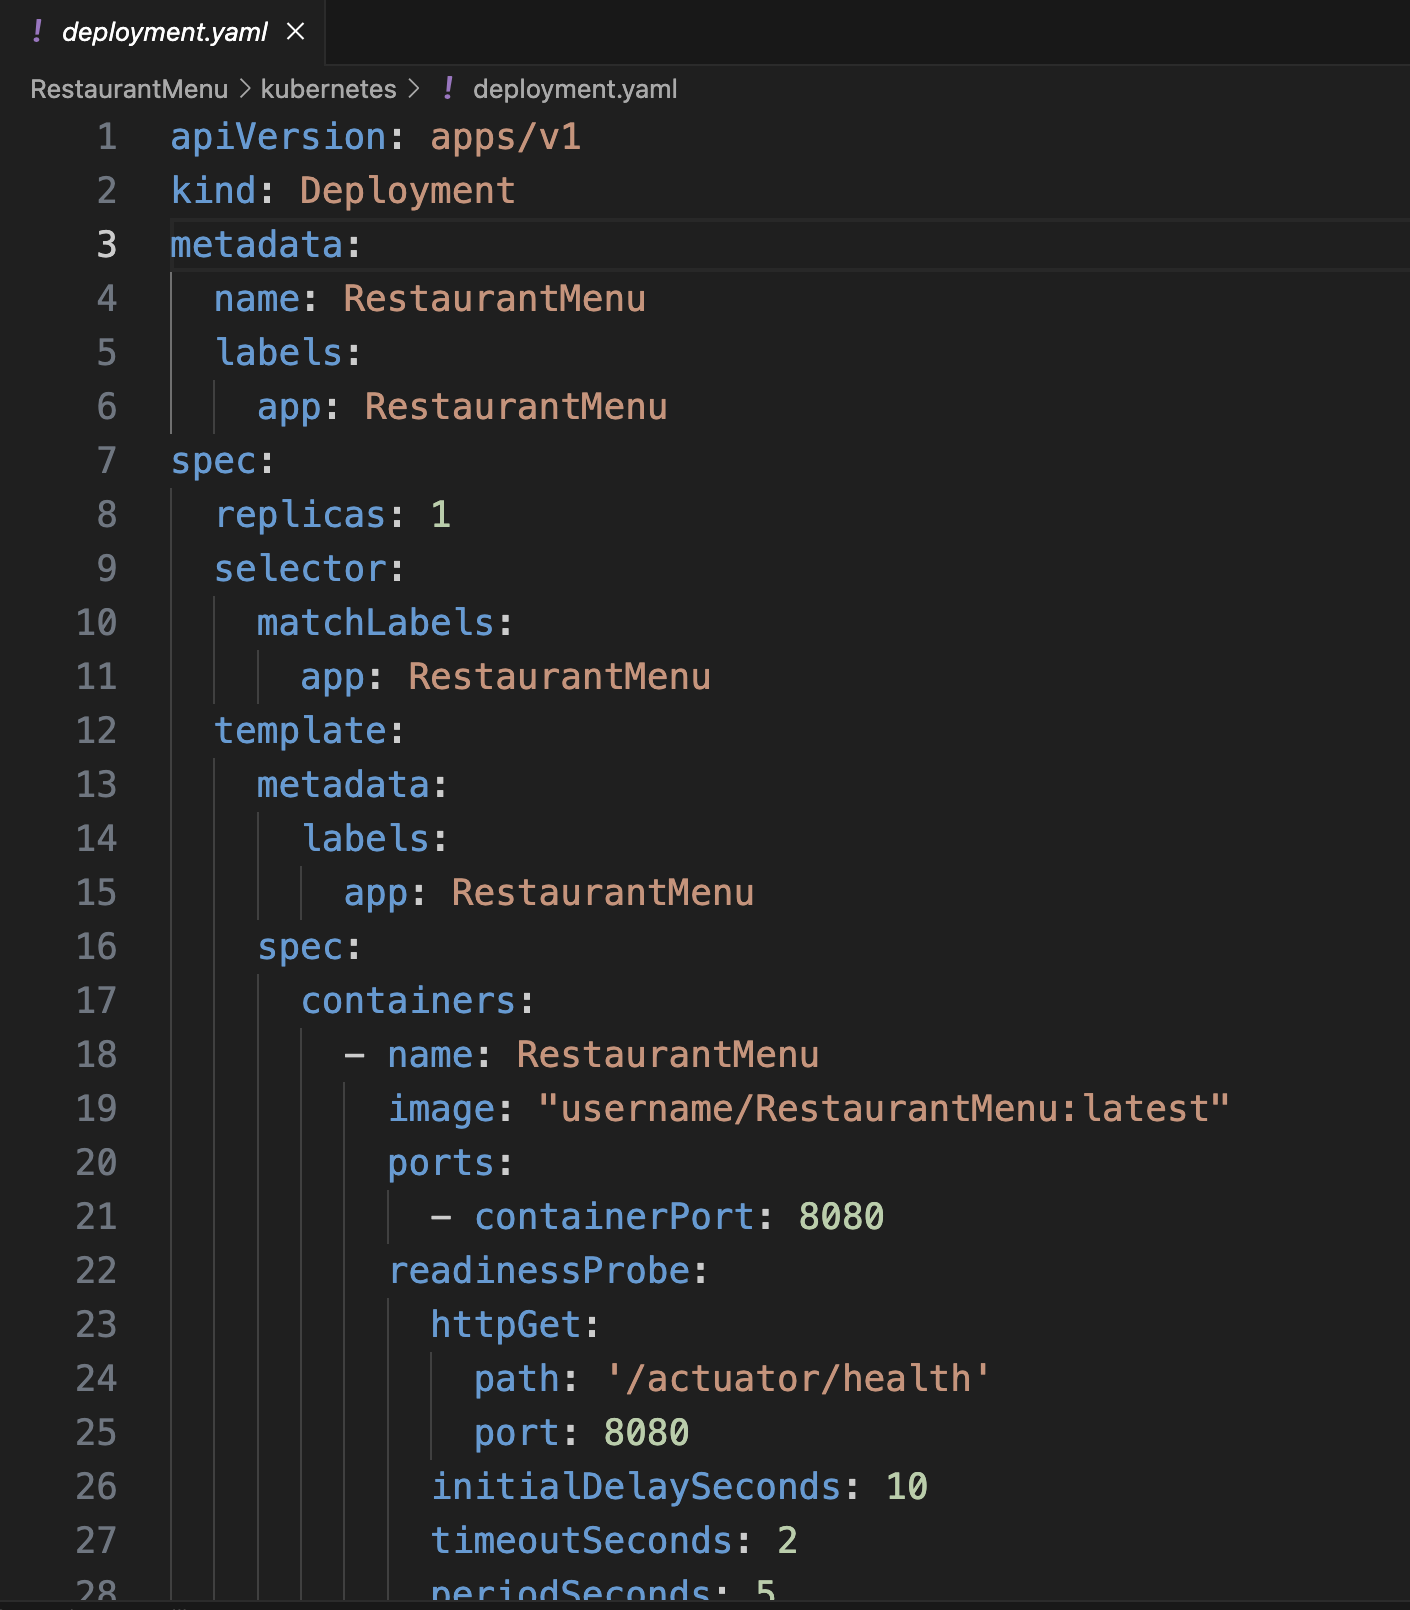 ! deployment.yaml ×
RestaurantMenu > kubernetes > ! deployment.yaml
1 apiVersion: apps/v1
2 kind: Deployment
3 metadata:
4   name: RestaurantMenu
5   labels:
6     app: RestaurantMenu
7 spec:
8   replicas: 1
9   selector:
10     matchLabels:
11       app: RestaurantMenu
12   template:
13     metadata:
14       labels:
15         app: RestaurantMenu
16     spec:
17       containers:
18         - name: RestaurantMenu
19           image: "username/RestaurantMenu:latest"
20           ports:
21             - containerPort: 8080
22           readinessProbe:
23             httpGet:
24               path: '/actuator/health'
25               port: 8080
26             initialDelaySeconds: 10
27             timeoutSeconds: 2
28             periodSeconds: 5